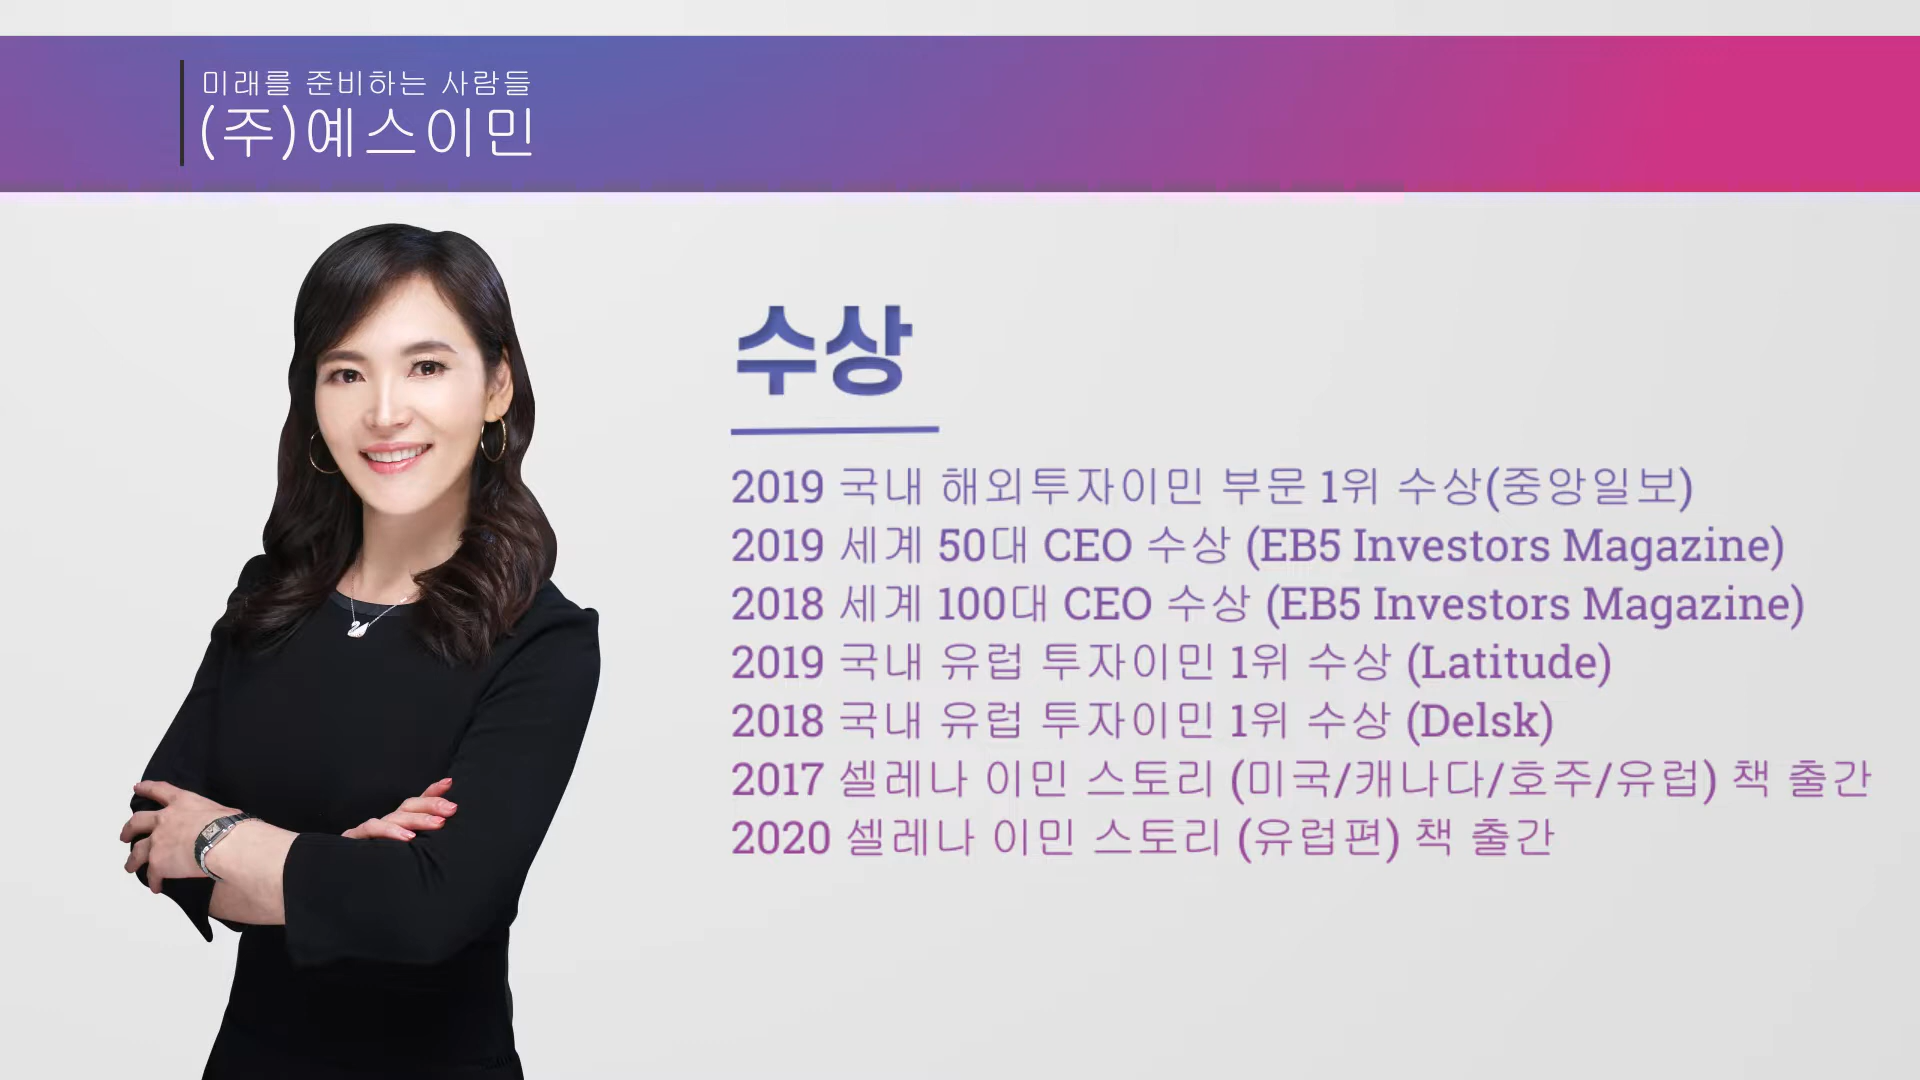 미래를 준비하는 사람들
(주)예스이민
수상
2019 국내 해외투자이민 부문 1위 수상(중앙일보)
2019 세계 50대 CEO 수상 (EB5 Investors Magazine)
2018 세계 100대 CEO 수상 (EB5 Investors Magazine)
2019 국내 유럽 투자이민 1위 수상 (Latitude)
2018 국내 유럽 투자이민 1위 수상 (Delsk)
2017 셀레나 이민 스토리 (미국/캐나다/호주/유럽) 책 출간
2020 셀레나 이민 스토리 (유럽편) 책 출간